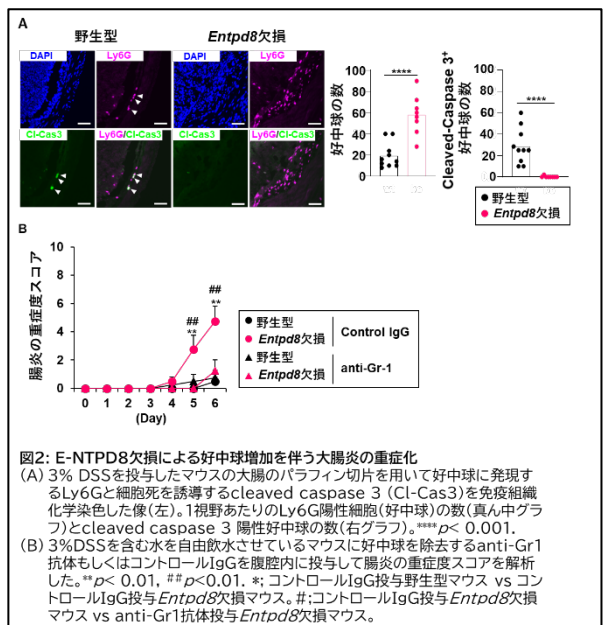 A
野生型
Entpd8欠損
DAPI
Ly6G
DAPI
Ly6G
Cl-Cas3
Ly6G/Cl-Cas3
Cl-Cas3
Ly6G/Cl-Cas3
好中球の数
100
80
60
40
20
0
****
Cleaved-Caspase 3+
好中球の数
100
80
60
40
20
0
****
野生型
Entpd8欠損
B
腸炎の重症度スコア
10
8
6
4
2
0
##
**
##
**
0 1 2 3 4 5 6
(Day)
野生型
Entpd8欠損
Control IgG
野生型
Entpd8欠損
anti-Gr-1
図2: E-NTPD8欠損による好中球増加を伴う大腸炎の重症化
(A) 3% DSSを投与したマウスの大腸のパラフィン切片を用いて好中球に発現す
るLy6Gと細胞死を誘導するcleaved caspase 3 (Cl-Cas3)を免疫組織
化学染色した像(左)。1視野あたりのLy6G陽性細胞(好中球)の数(真ん中グラ
フ)とcleaved caspase 3 陽性好中球の数(右グラフ)。****p< 0.001.
(B) 3%DSSを含む水を自由飲水させているマウスに好中球を除去するanti-Gr1
抗体もしくはコントロールIgGを腹腔内に投与して腸炎の重症度スコアを解析
した。**p< 0.01, ##p<0.01. *; コントロールIgG投与野生型マウス vs コン
トロールIgG投与Entpd8欠損マウス。#;コントロールIgG投与Entpd8欠損
マウス vs anti-Gr1抗体投与Entpd8欠損マウス。